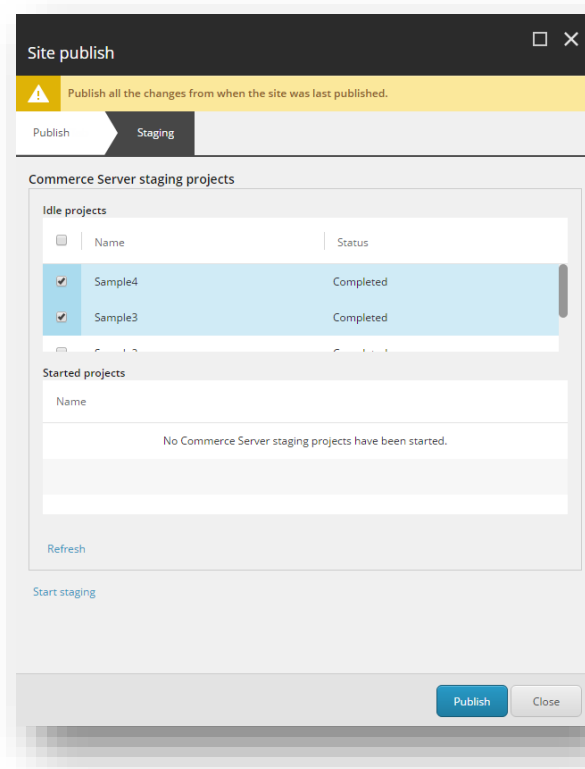 Site publish
Publish all the changes from when the site was last published.
Publish Staging
Commerce Server staging projects
Idle projects
Name Status
Sample4 Completed
Sample3 Completed
Started projects
Name
No Commerce Server staging projects have been started.
Refresh
Start staging
Publish Close